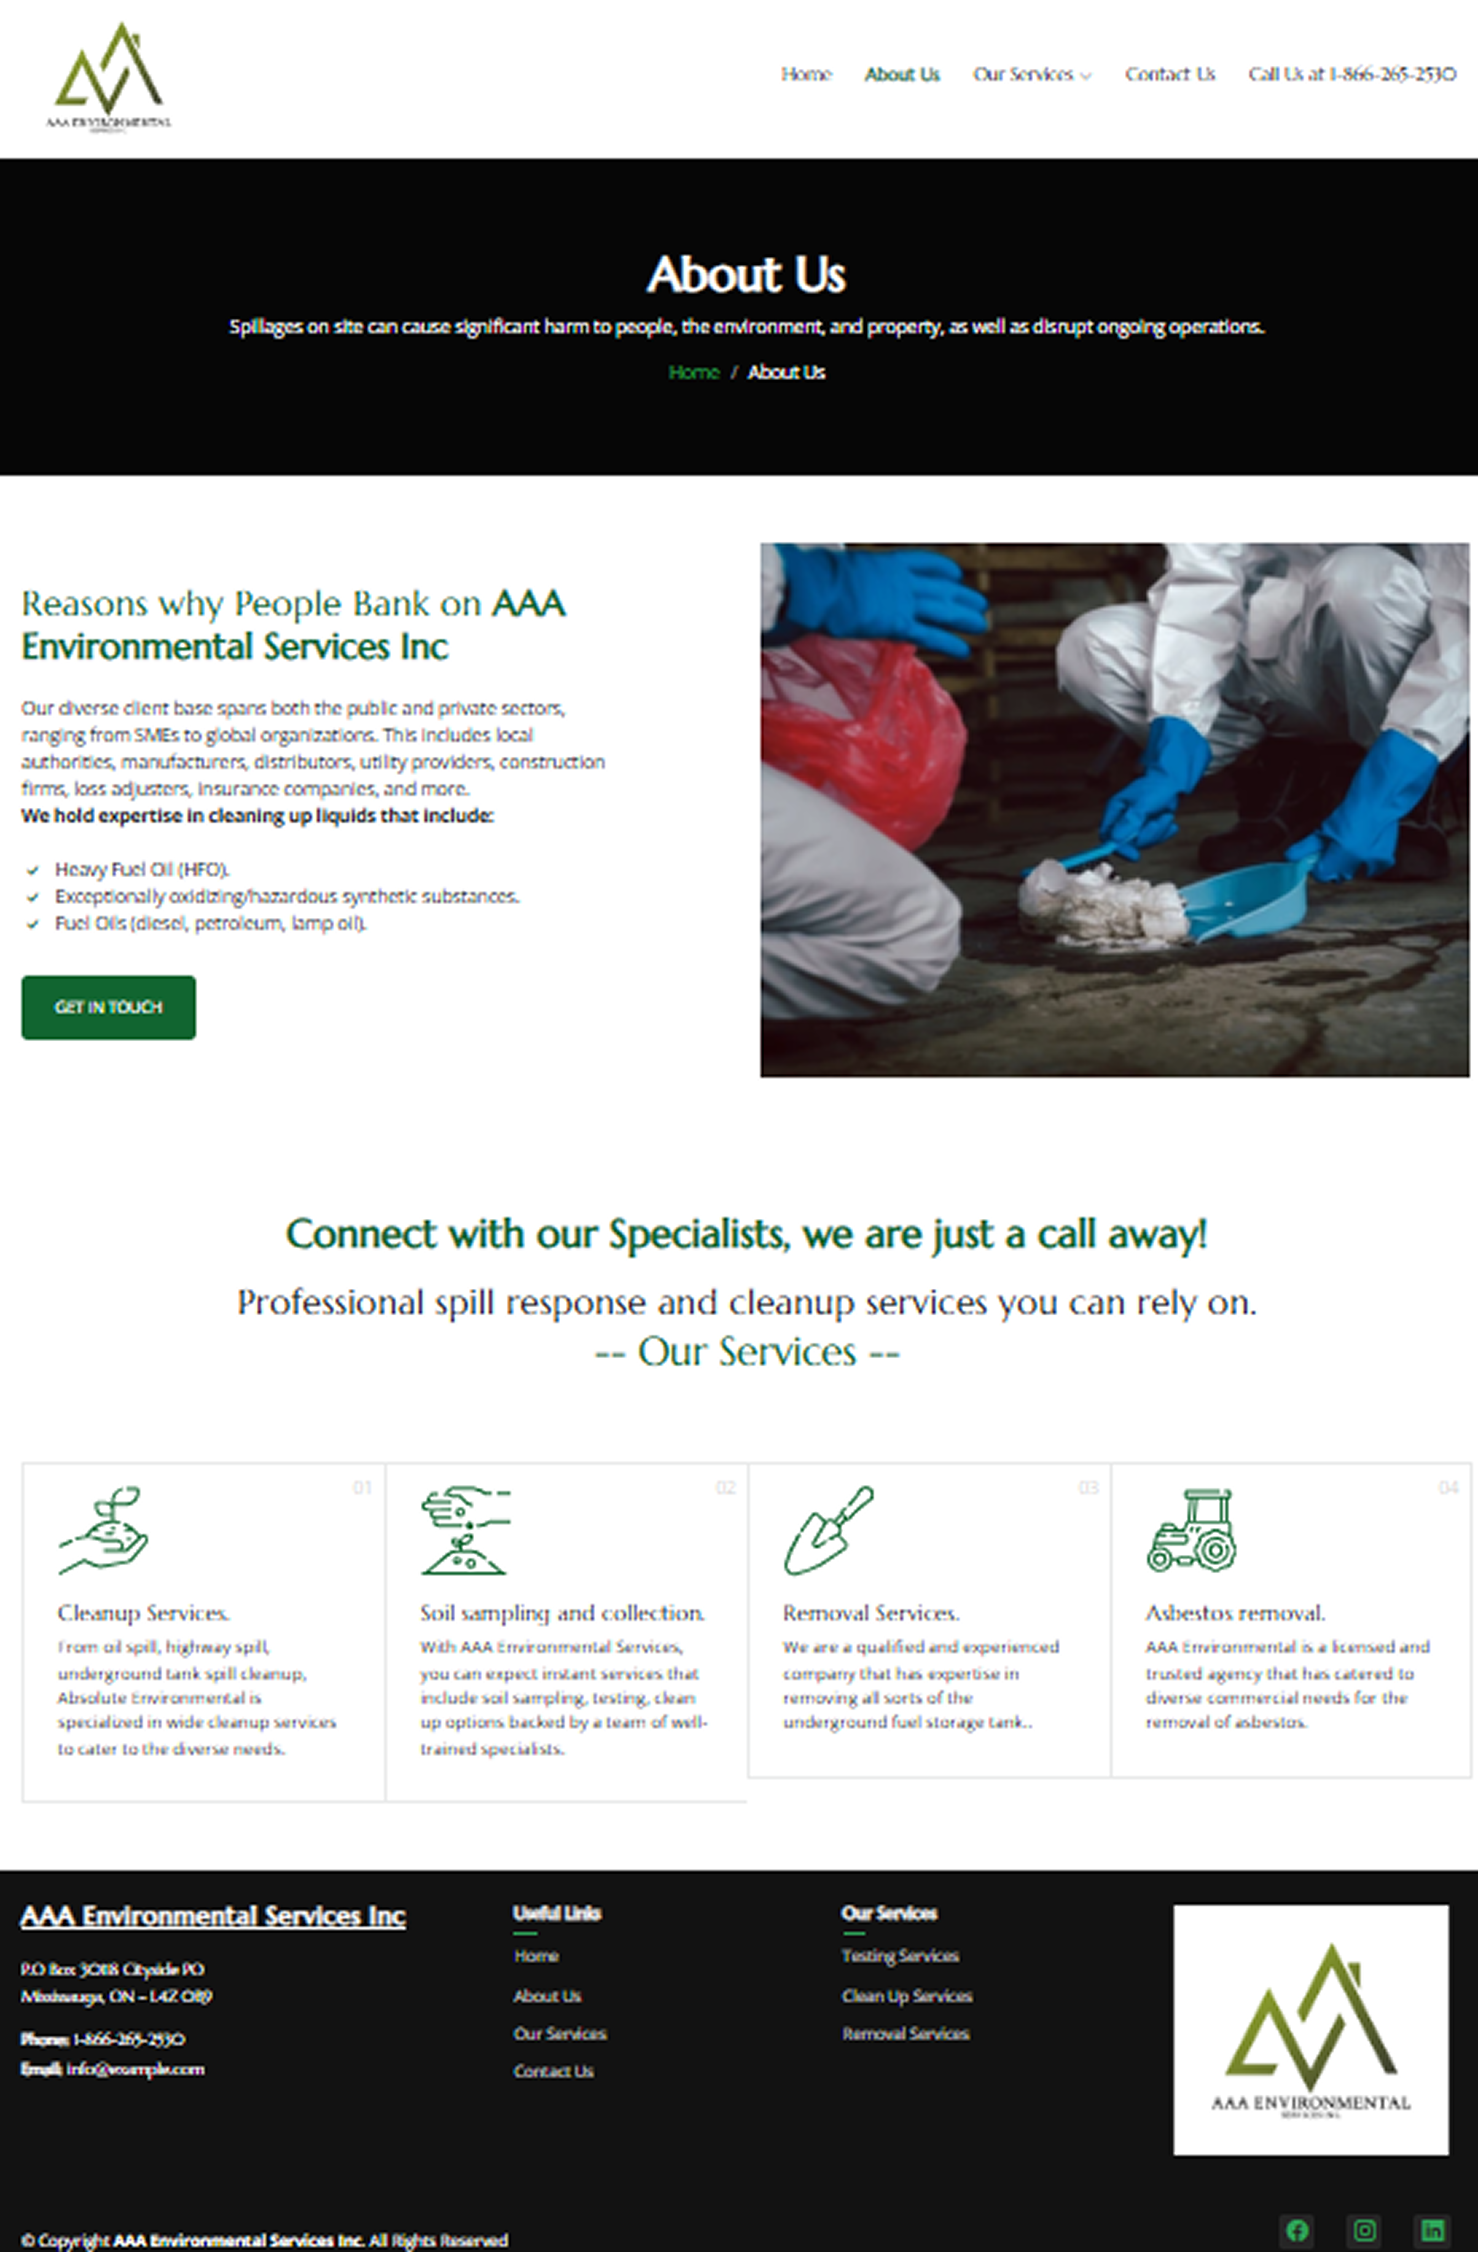 AAA ENVIRONMENTAL
Home About Us Our Services Contact Us Call Us at 1-866-265-2530
About Us
Spillages on site can cause significant harm to people, the environment, and property, as well as disrupt ongoing operations.
Home / About Us
Reasons why People Bank on AAA
Environmental Services Inc
Our diverse client base spans both the public and private sectors,
ranging from SMEs to global organizations. This includes local
authorities, manufacturers, distributors, utility providers, construction
firms, loss adjusters, insurance companies, and more.
We hold expertise in cleaning up liquids that include:
Heavy Fuel Oil (HFO).
Exceptionally oxidizing/hazardous synthetic substances.
Fuel Oils (diesel, petroleum, lamp oil).
GET IN TOUCH
Connect with our Specialists, we are just a call away!
Professional spill response and cleanup services you can rely on.
-- Our Services --
01
Cleanup Services.
From oil spill, highway spill,
underground tank spill cleanup,
Absolute Environmental is
specialized in wide cleanup services
to cater to the diverse needs.
02
Soil sampling and collection.
With AAA Environmental Services,
you can expect instant services that
include soil sampling, testing, clean
up options backed by a team of well-
trained specialists.
03
Removal Services.
We are a qualified and experienced
company that has expertise in
removing all sorts of the
underground fuel storage tank..
04
Asbestos removal.
AAA Environmental is a licensed and
trusted agency that has catered to
diverse commercial needs for the
removal of asbestos.
AAA Environmental Services Inc
P.O Box 30118 Cityside PO
Mississauga, ON – L4Z 0B9
Phone: 1-866-265-2530
Email: info@example.com
Useful Links
Home
About Us
Our Services
Contact Us
Our Services
Testing Services
Clean Up Services
Removal Services
AAA ENVIRONMENTAL
SERVICES INC.
© Copyright AAA Environmental Services Inc. All Rights Reserved